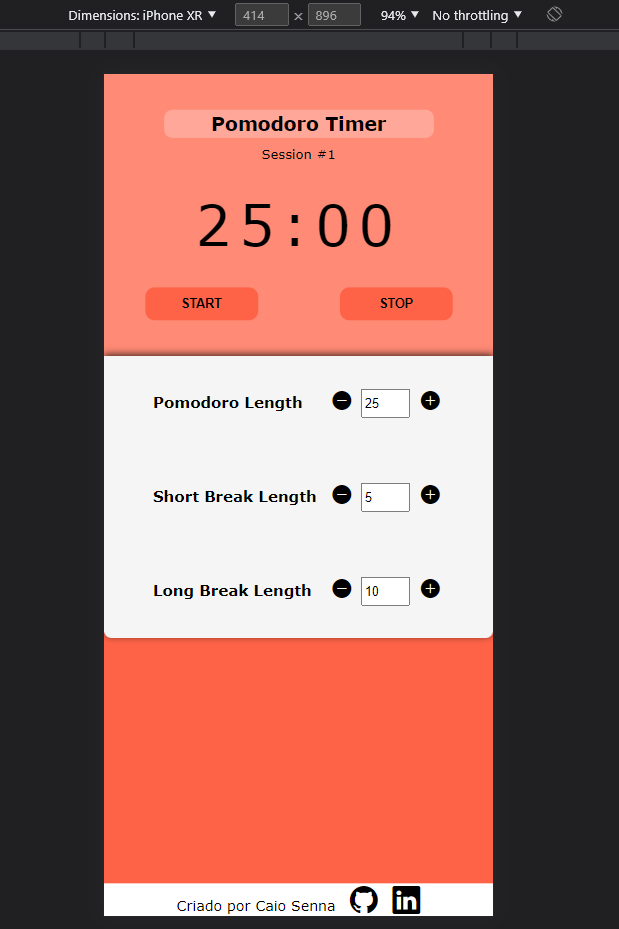 Dimensions: iPhone XR 414 × 896 94% No throttling
Pomodoro Timer
Session #1
25:00
START STOP
Pomodoro Length 25
Short Break Length 5
Long Break Length 10
Criado por Caio Senna in